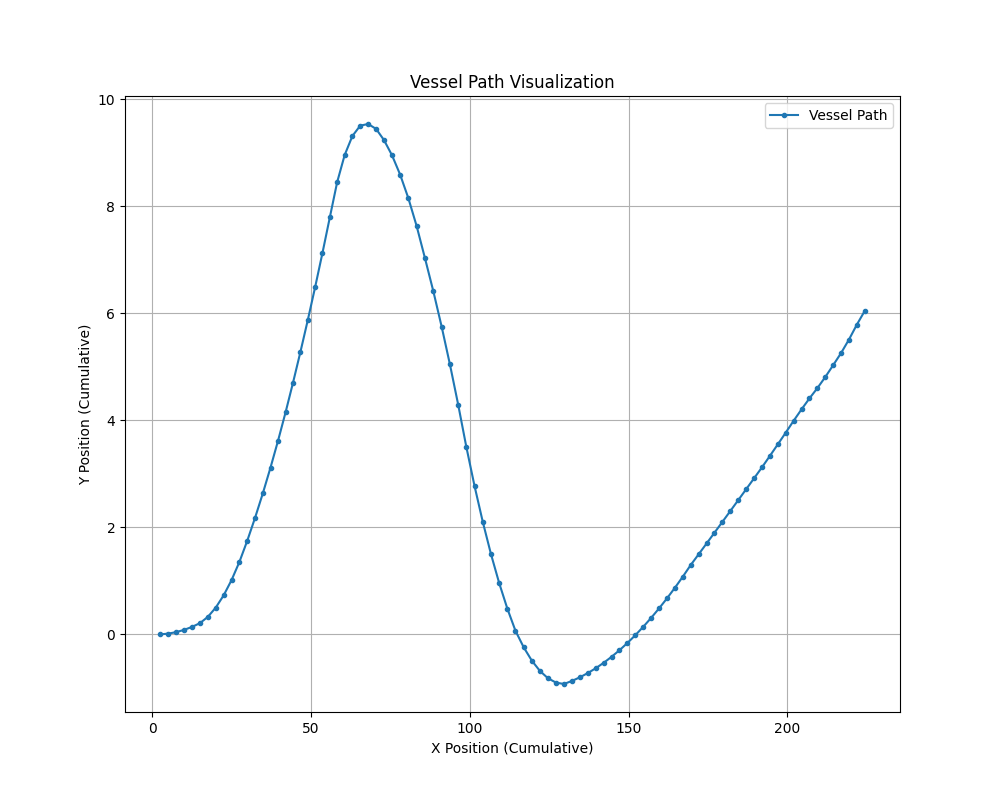 Vessel Path Visualization
Vessel Path
10
8
6
4
2
0
Y Position (Cumulative)
0 50 100 150 200
X Position (Cumulative)